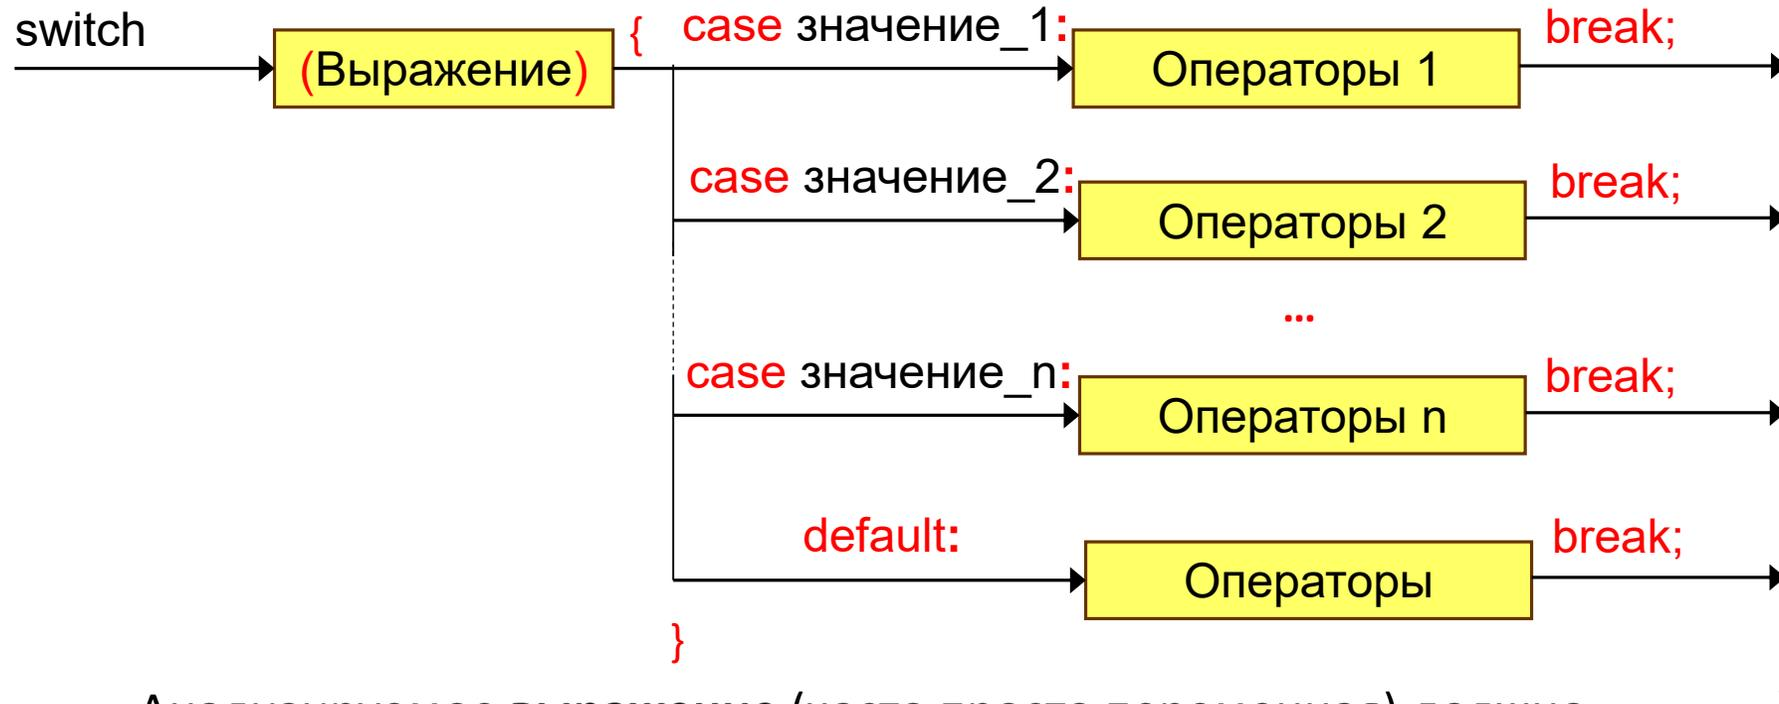 switch (Выражение) { case значение_1: Операторы 1 break;
case значение_2: Операторы 2 break;
...
case значение_n: Операторы n break;
default: Операторы break;
}